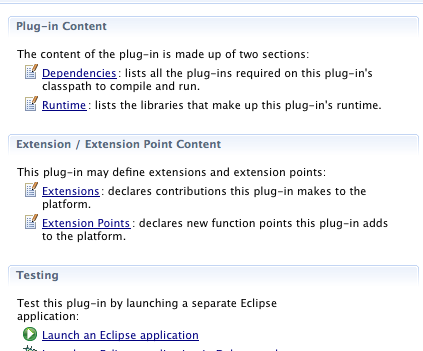 Plug-in Content
The content of the plug-in is made up of two sections:
Dependencies: lists all the plug-ins required on this plug-in's
classpath to compile and run.
Runtime: lists the libraries that make up this plug-in's runtime.
Extension / Extension Point Content
This plug-in may define extensions and extension points:
Extensions: declares contributions this plug-in makes to the
platform.
Extension Points: declares new function points this plug-in adds
to the platform.
Testing
Test this plug-in by launching a separate Eclipse
application:
Launch an Eclipse application